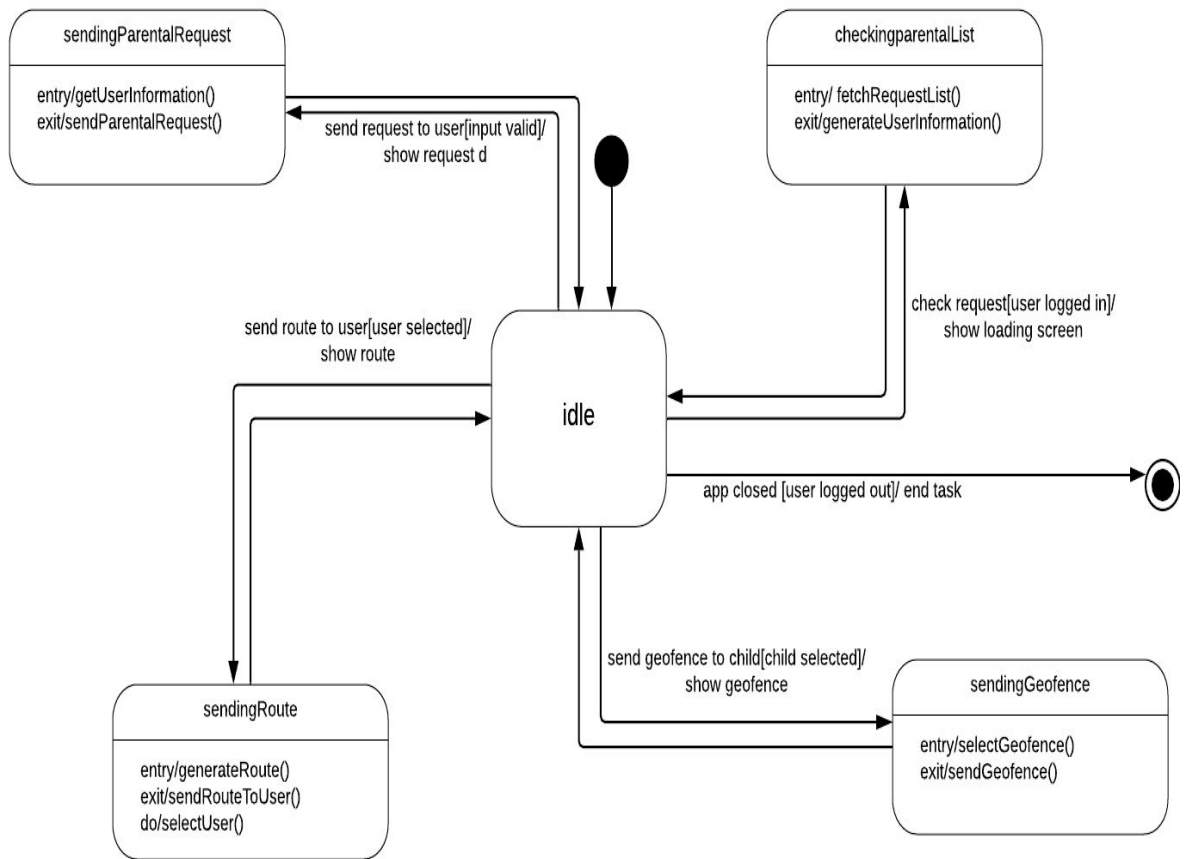 sendingParentalRequest
entry/getUserInformation()
exit/sendParentalRequest()
checkingparentalList
entry/ fetchRequestList()
exit/generateUserInformation()
send request to user[input valid]/
show request d
check request[user logged in]/
show loading screen
send route to user[user selected]/
show route
idle
app closed [user logged out]/ end task
send geofence to child[child selected]/
show geofence
sendingRoute
entry/generateRoute()
exit/sendRouteToUser()
do/selectUser()
sendingGeofence
entry/selectGeofence()
exit/sendGeofence()